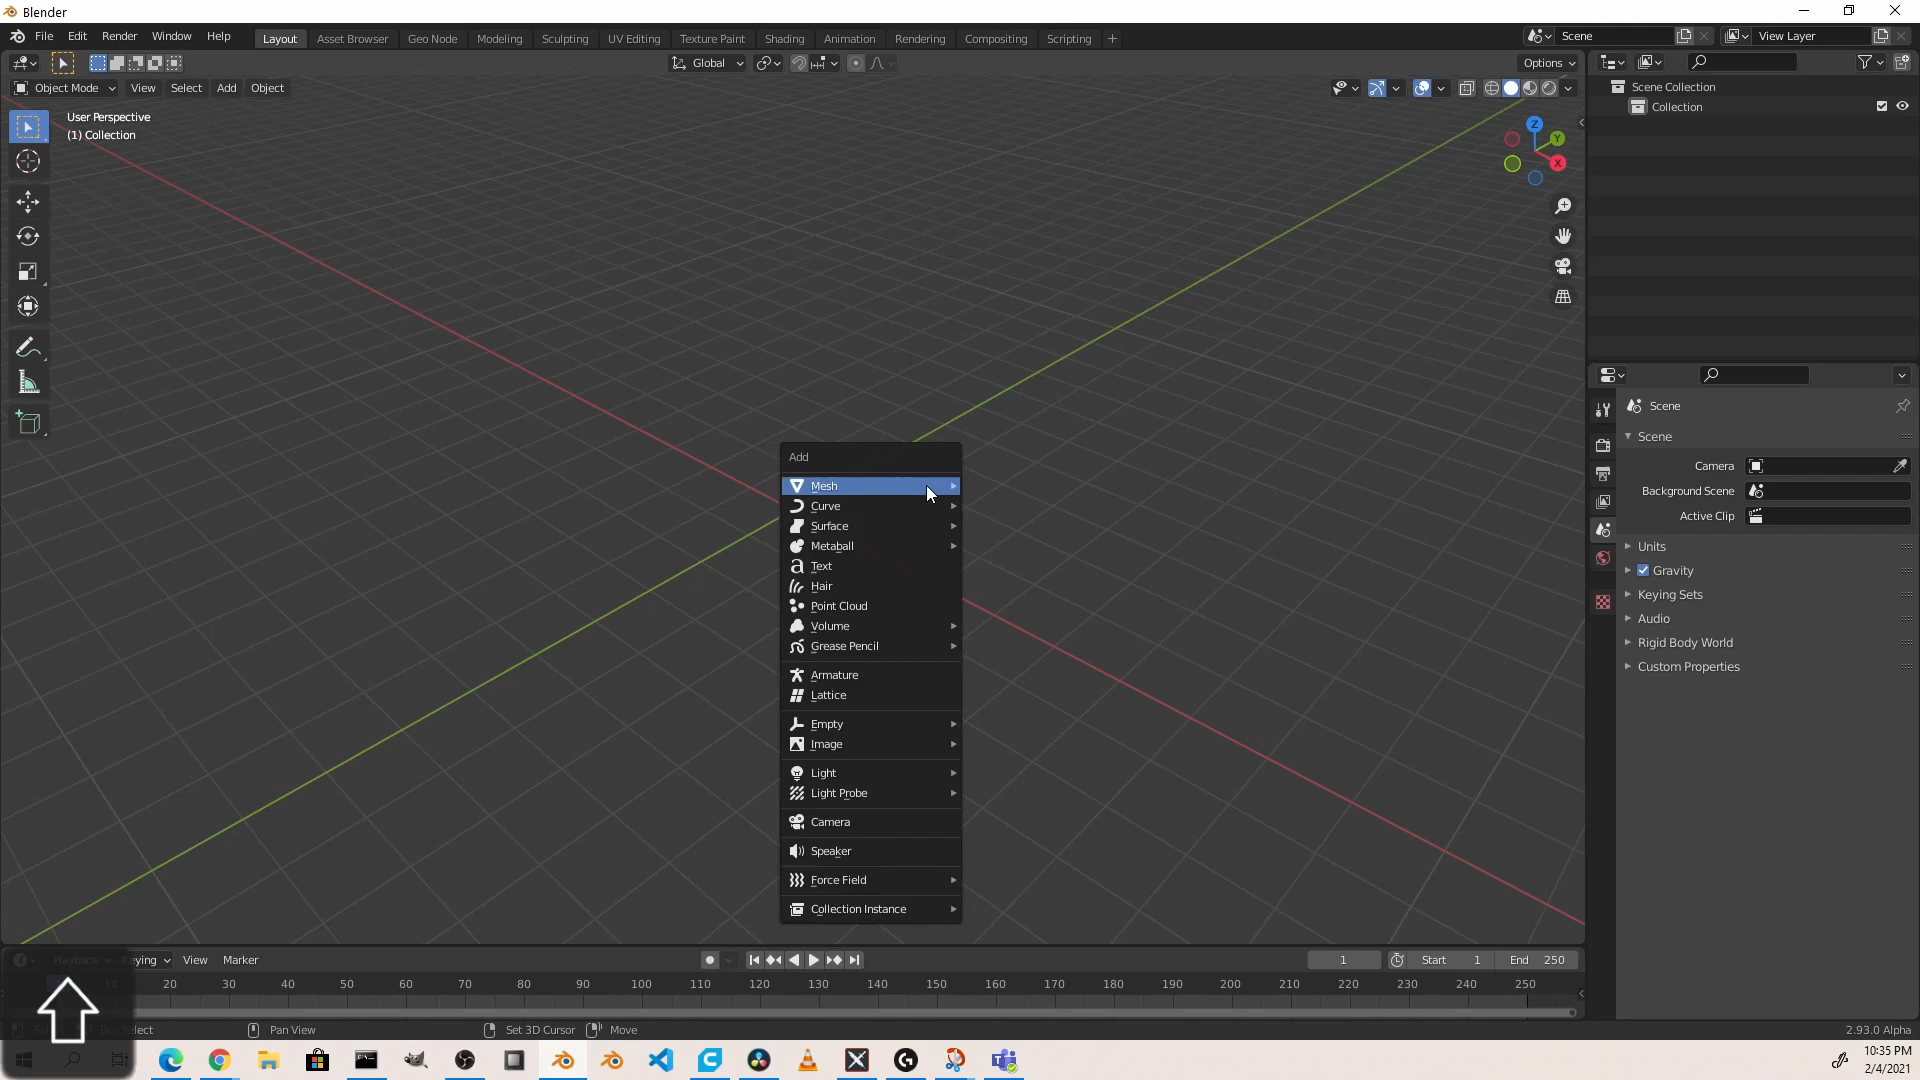 Blender
File Edit Render Window Help Layout Asset Browser Geo Node Modeling Sculpting UV Editing Texture Paint Shading Animation Rendering Compositing Scripting Scene View Layer
Global Options
Object Mode View Select Add Object
User Perspective
(1) Collection
Z
Y
X
Scene Collection
Collection
Add
Mesh
Curve
Surface
Metaball
Text
Hair
Point Cloud
Volume
Grease Pencil
Armature
Lattice
Empty
Image
Light
Light Probe
Camera
Speaker
Force Field
Collection Instance
Scene
Scene
Camera
Background Scene
Active Clip
Units
Gravity
Keying Sets
Audio
Rigid Body World
Custom Properties
Playback Keying View Marker 1 Start 1 End 250
10 20 30 40 50 60 70 80 90 100 110 120 130 140 150 160 170 180 190 200 210 220 230 240 250
Select Pan View Set 3D Cursor Move 2.93.0 Alpha
10:35 PM
2/4/2021